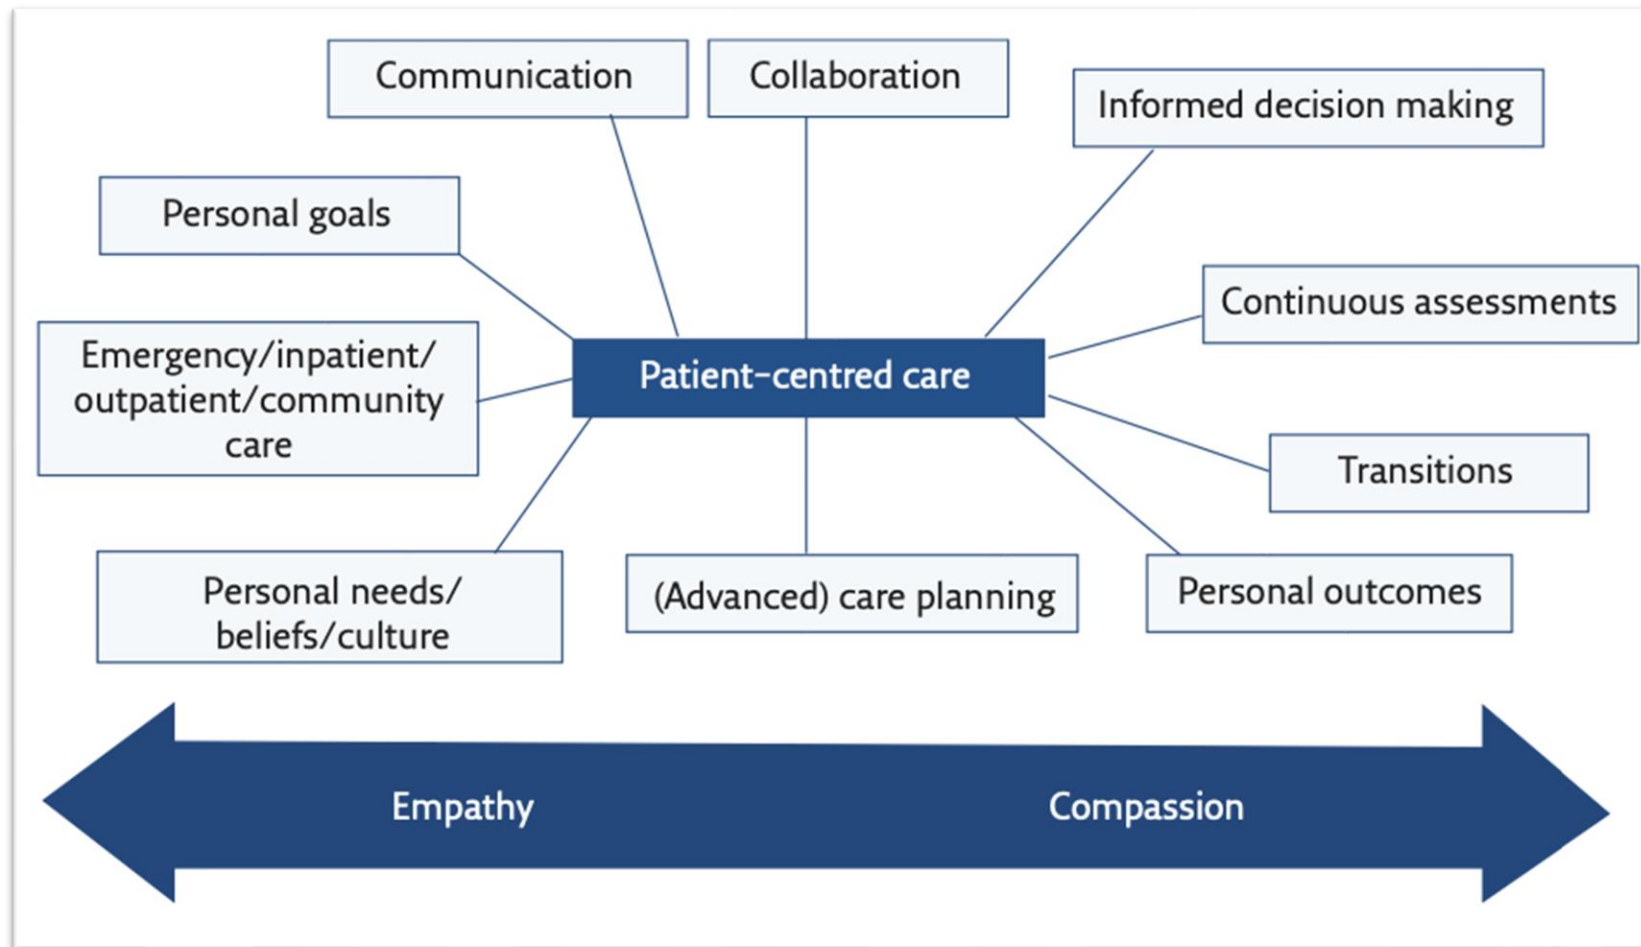 Communication
Collaboration
Informed decision making
Personal goals
Continuous assessments
Emergency/inpatient/
outpatient/community
care
Patient-centred care
Transitions
Personal needs/
beliefs/culture
(Advanced) care planning
Personal outcomes
Empathy
Compassion